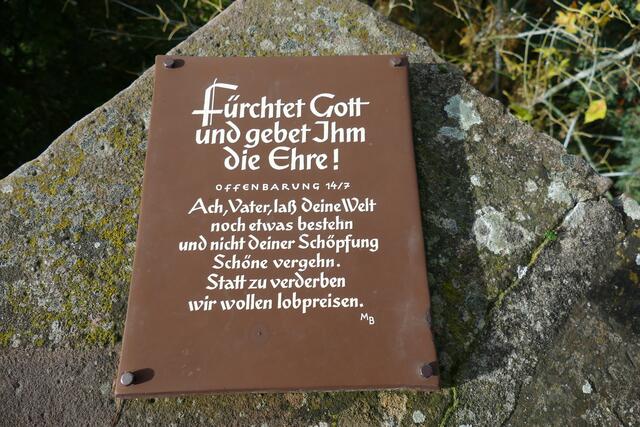 Fürchtet Gott
und gebet Ihm
die Ehre!
OFFENBARUNG 14/7
Ach, Vater, laß deine Welt
noch etwas bestehn
und nicht deiner Schöpfung
Schöne vergehn.
Statt zu verderben
wir wollen lobpreisen.
MB